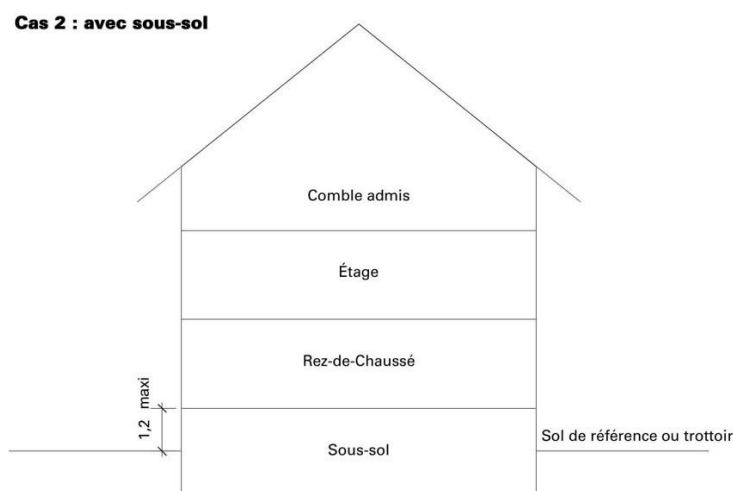 Cas 2 : avec sous-sol
Comble admis
Étage
Rez-de-Chaussé
1,2 maxi
Sous-sol
Sol de référence ou trottoir